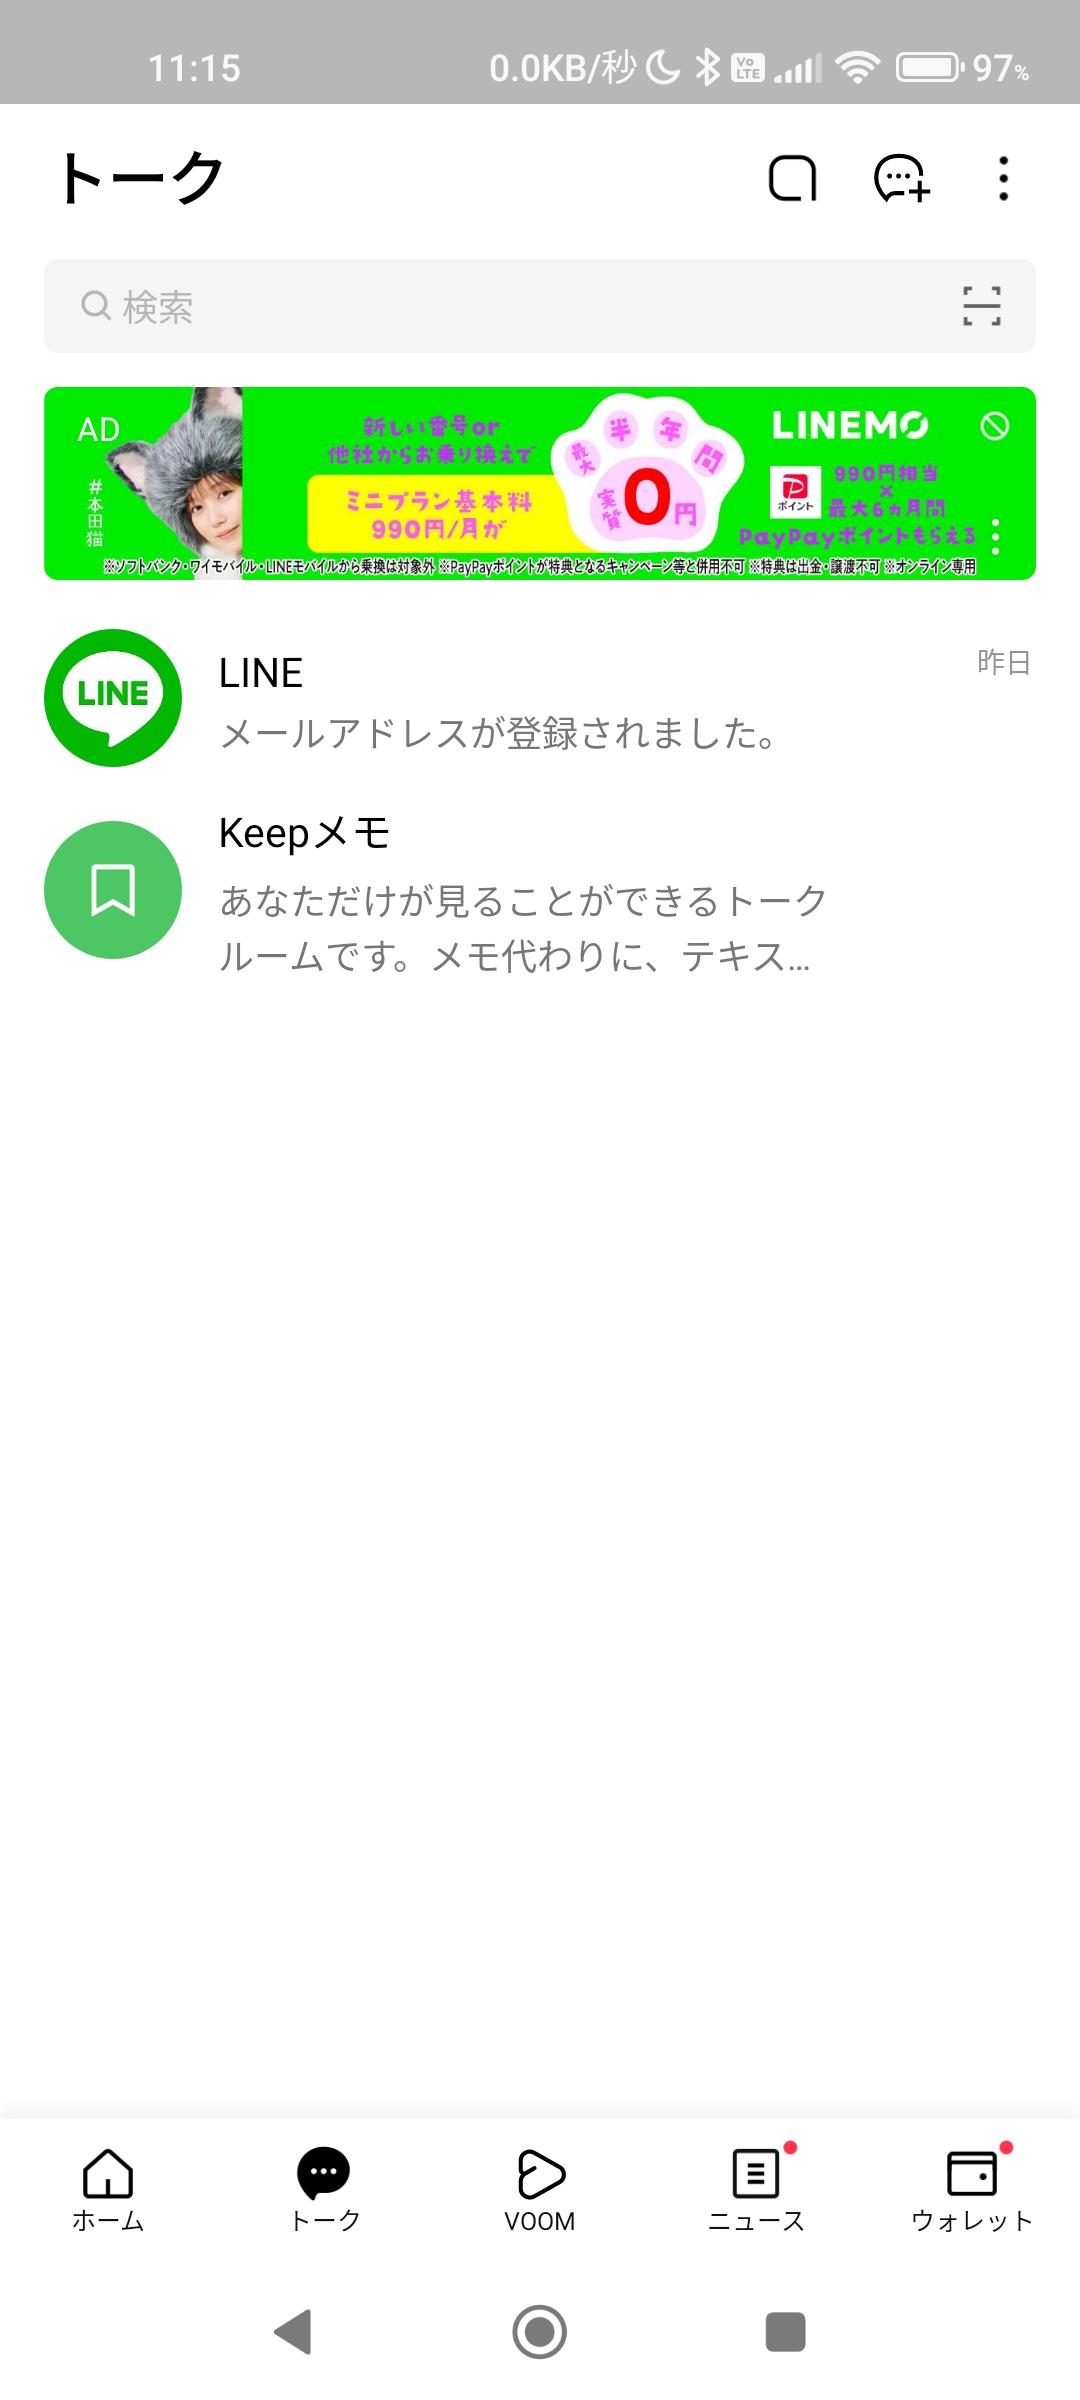 11:15 0.0KB/秒 Vo LTE 97%
トーク
検索
AD
#本田猫
新しい番号or
他社からお乗り換えで
ミニプラン基本料
990円/月が
最大半年間
実質0円
LINEMO
ポイント
990円相当
×
最大6ヵ月間
PayPayポイントもらえる
※ソフトバンク・ワイモバイル・LINEモバイルから乗換は対象外 ※PayPayポイントが特典となるキャンペーン等と併用不可 ※特典は出金・譲渡不可 ※オンライン専用
LINE
LINE 昨日
メールアドレスが登録されました。
Keepメモ
あなただけが見ることができるトーク
ルームです。メモ代わりに、テキス...
ホーム トーク VOOM ニュース ウォレット